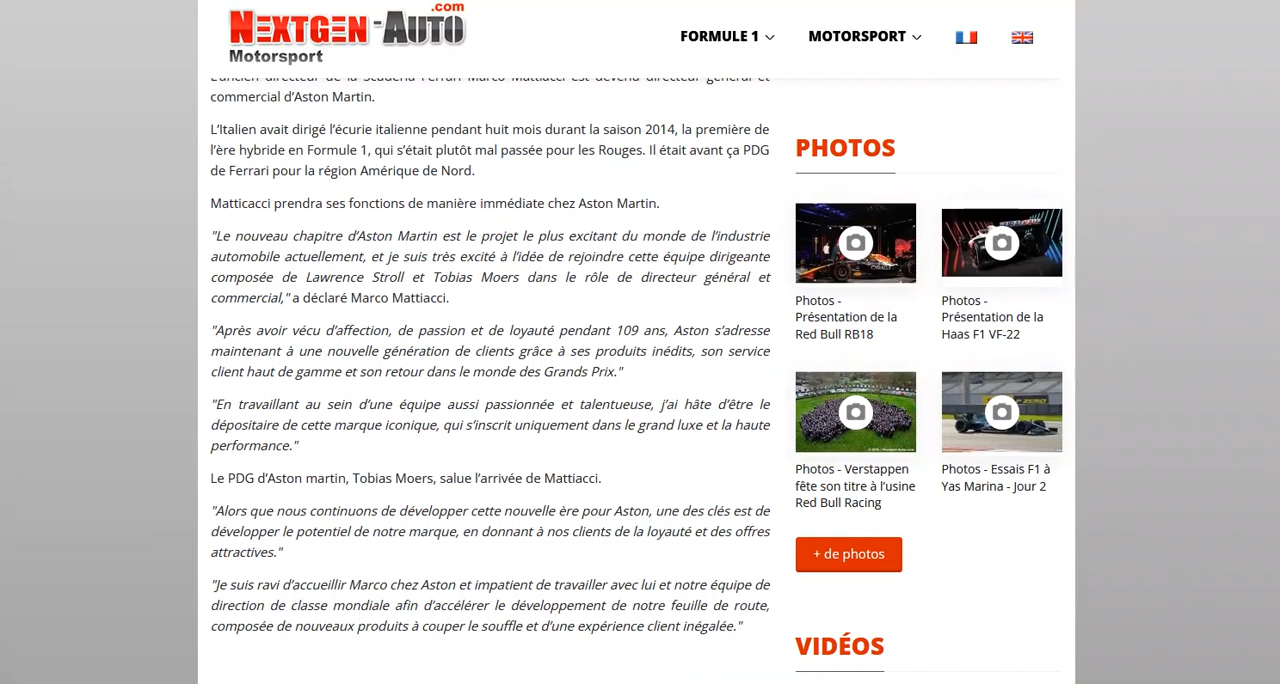 NEXTGEN-AUTO
.com
Motorsport
FORMULE 1
MOTORSPORT
L'ancien directeur de la Scuderia Ferrari Marco Mattiacci est devenu directeur général et
commercial d'Aston Martin.
L'Italien avait dirigé l'écurie italienne pendant huit mois durant la saison 2014, la première de
l'ère hybride en Formule 1, qui s'était plutôt mal passée pour les Rouges. Il était avant ça PDG
de Ferrari pour la région Amérique de Nord.
Matticacci prendra ses fonctions de manière immédiate chez Aston Martin.
"Le nouveau chapitre d'Aston Martin est le projet le plus excitant du monde de l'industrie
automobile actuellement, et je suis très excité à l'idée de rejoindre cette équipe dirigeante
composée de Lawrence Stroll et Tobias Moers dans le rôle de directeur général et
commercial," a déclaré Marco Mattiacci.
"Après avoir vécu d'affection, de passion et de loyauté pendant 109 ans, Aston s'adresse
maintenant à une nouvelle génération de clients grâce à ses produits inédits, son service
client haut de gamme et son retour dans le monde des Grands Prix."
"En travaillant au sein d'une équipe aussi passionnée et talentueuse, j'ai hâte d'être le
dépositaire de cette marque iconique, qui s'inscrit uniquement dans le grand luxe et la haute
performance."
Le PDG d'Aston martin, Tobias Moers, salue l'arrivée de Mattiacci.
"Alors que nous continuons de développer cette nouvelle ère pour Aston, une des clés est de
développer le potentiel de notre marque, en donnant à nos clients de la loyauté et des offres
attractives."
"Je suis ravi d'accueillir Marco chez Aston et impatient de travailler avec lui et notre équipe de
direction de classe mondiale afin d'accélérer le développement de notre feuille de route,
composée de nouveaux produits à couper le souffle et d'une expérience client inégalée."
PHOTOS
Photos -
Présentation de la
Red Bull RB18
Photos -
Présentation de la
Haas F1 VF-22
Photos - Verstappen
fête son titre à l'usine
Red Bull Racing
Photos - Essais F1 à
Yas Marina - Jour 2
+ de photos
VIDÉOS